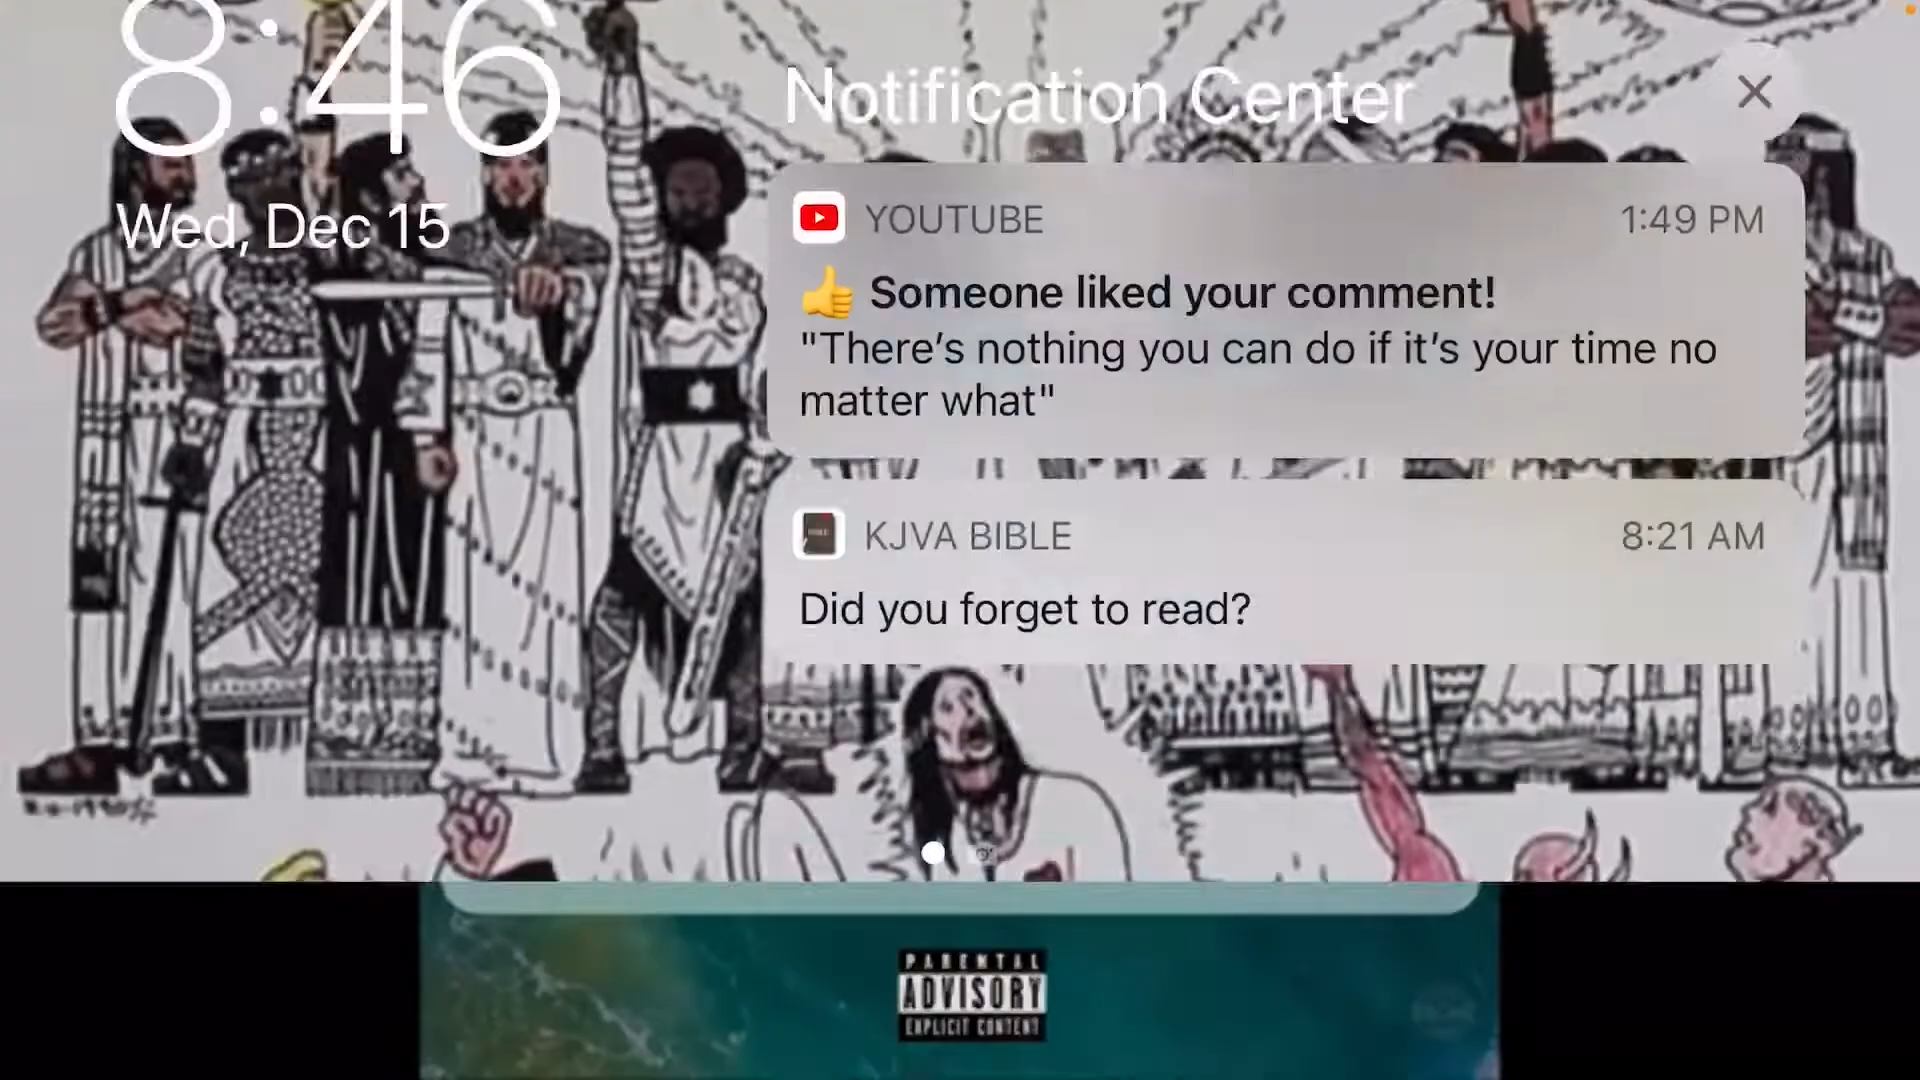 8:46
Wed, Dec 15
Notification Center
YOUTUBE
1:49 PM
👍 Someone liked your comment!
"There’s nothing you can do if it’s your time no
matter what"
KJVA BIBLE
8:21 AM
Did you forget to read?
PARENTAL
ADVISORY
EXPLICIT CONTENT